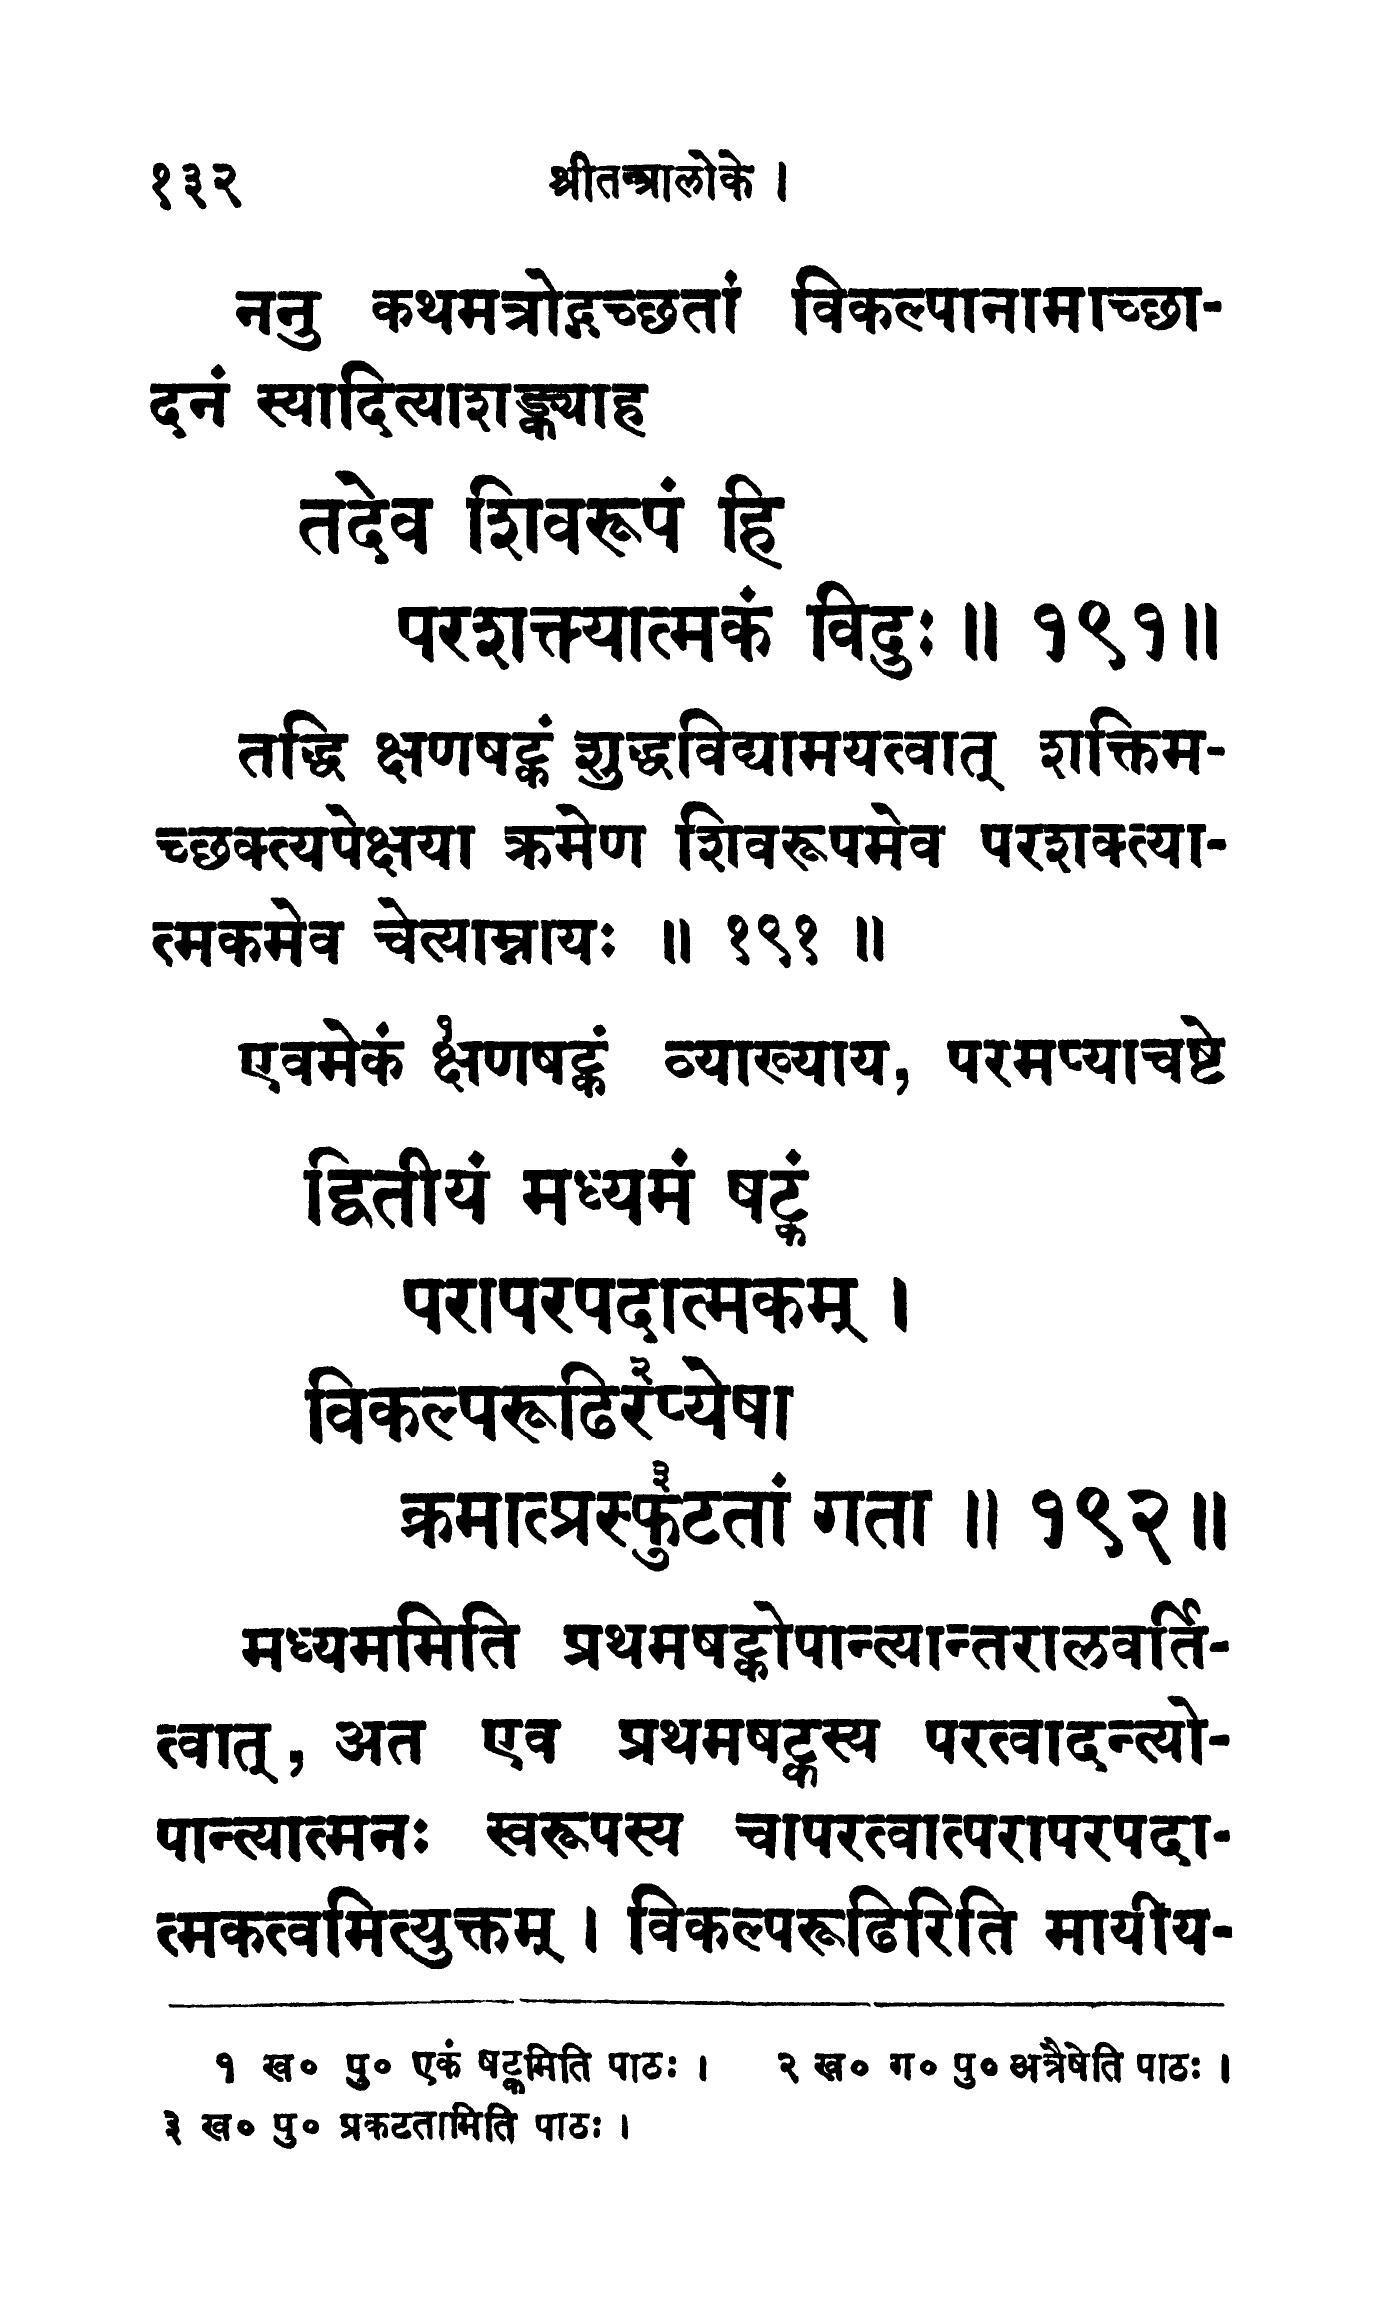 १३२ श्रीतन्त्रालोके ।
ननु कथमत्रोद्गच्छतां विकल्पानामाच्छा-
दनं स्यादित्याशङ्क्याह
तदेव शिवरूपं हि
परशक्त्यात्मकं विदुः ॥ १९१॥
तद्धि क्षणषट्कं शुद्धविद्यामयत्वात् शक्तिम-
च्छक्त्यपेक्षया क्रमेण शिवरूपमेव परशक्त्या-
त्मकमेव चेत्याम्नायः ॥ १९१ ॥
एवमेकं क्ष१णषट्कं व्याख्याय, परमप्याचष्टे
द्वितीयं मध्यमं षट्कं
परापरपदात्मकम् ।
विकल्परूढिर२प्येषा
क्रमात्प्रस्फु३टतां गता ॥ १९२॥
मध्यममिति प्रथमषट्कोपान्त्यान्तरालवर्ति-
त्वात्, अत एव प्रथमषट्कस्य परत्वादन्त्यो-
पान्त्यात्मनः स्वरूपस्य चापरत्वात्परापरपदा-
त्मकत्वमित्युक्तम् । विकल्परूढिरिति मायीय-
१ ख० पु० एकं षट्कमिति पाठः । २ ख० ग० पु० अत्रैषेति पाठः ।
३ ख० पु० प्रकटतामिति पाठः ।